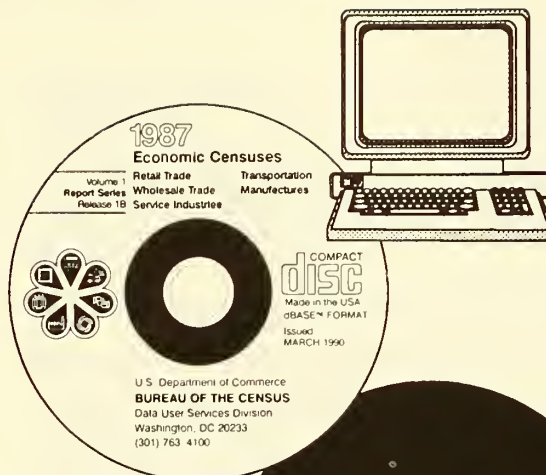 1987
Economic Censuses
Volume 1
Report Series
Release 1B
Retail Trade
Wholesale Trade
Service Industries
Transportation
Manufactures
COMPACT
disc
Made in the USA
dBASE™ FORMAT
Issued
MARCH 1990
U.S. Department of Commerce
BUREAU OF THE CENSUS
Data User Services Division
Washington, DC 20233
(301) 763-4100